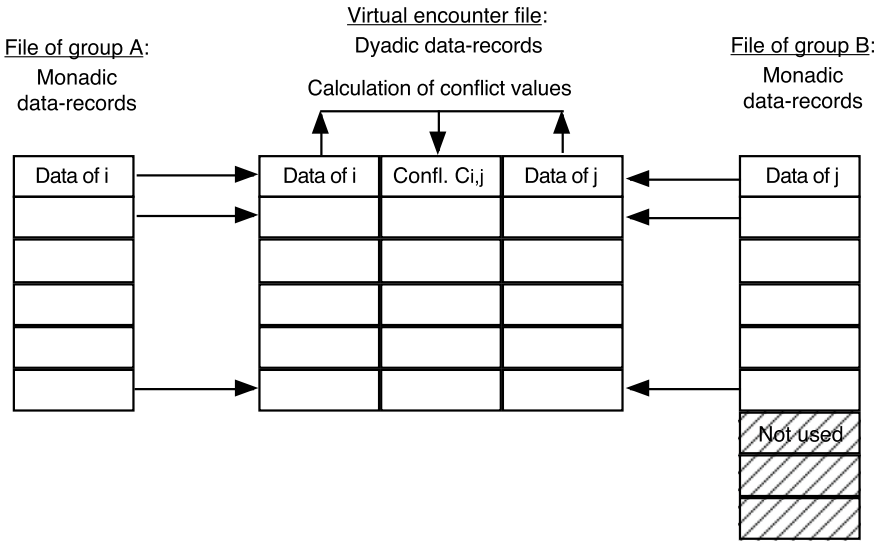 Virtual encounter file:
Dyadic data-records
File of group A:
Monadic
data-records
File of group B:
Monadic
data-records
Calculation of conflict values
Data of i
Data of i
Confl. Ci,j
Data of j
Data of j
Not used